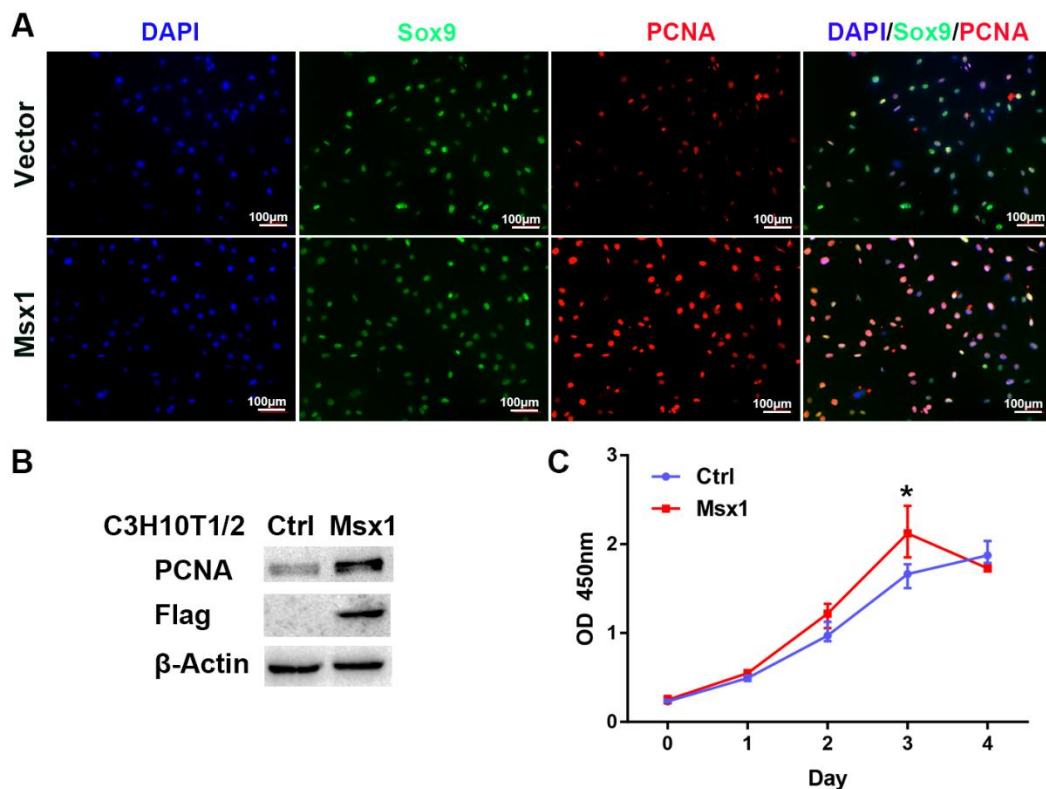 A
DAPI Sox9 PCNA DAPI/Sox9/PCNA
Vector
100μm 100μm 100μm 100μm
Msx1
100μm 100μm 100μm 100μm
B
C3H10T1/2 Ctrl Msx1
PCNA
Flag
β-Actin
C
Ctrl
Msx1
*
OD 450nm
3
2
1
0
0 1 2 3 4
Day